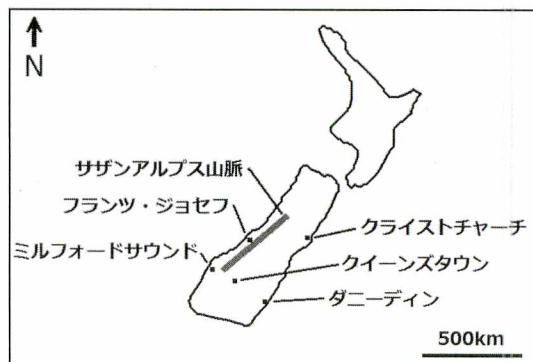 N
サザンアルプス山脈
フランツ・ジョセフ
ミルフォードサウンド
クライストチャーチ
クイーンズタウン
ダニーディン
500km